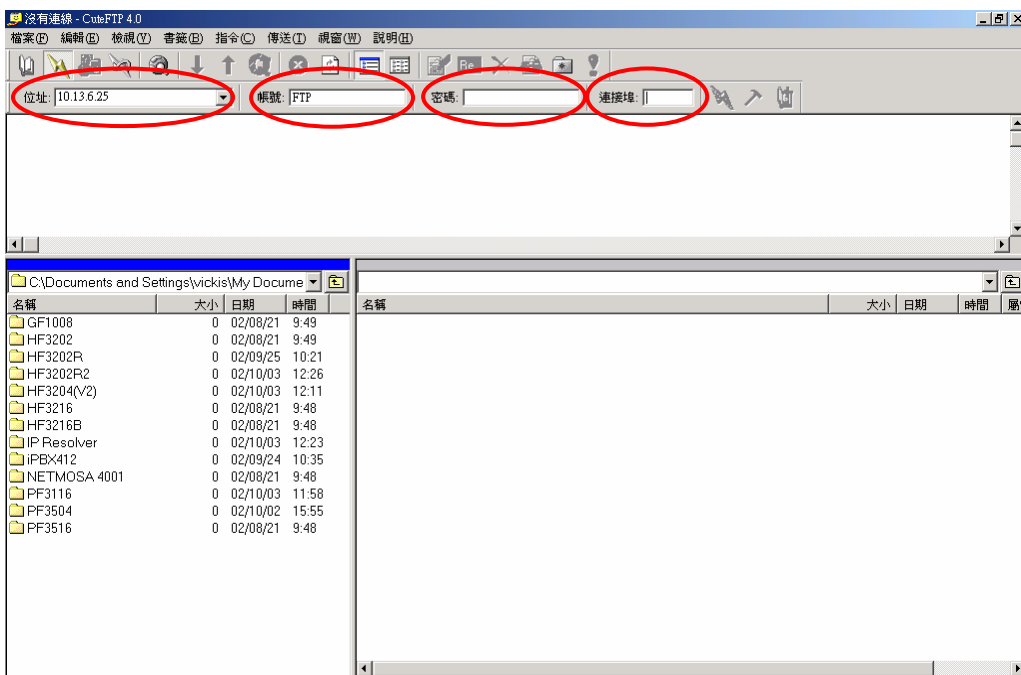 沒有連線 - CuteFTP 4.0
檔案(F) 編輯(E) 檢視(V) 書籤(B) 指令(C) 傳送(T) 視窗(W) 說明(H)
位址: 10.13.6.25 帳號: FTP 密碼: 連接埠:
C:\Documents and Settings\vickis\My Docume
名稱 大小 日期 時間
GF1008 0 02/08/21 9:49
HF3202 0 02/08/21 9:49
HF3202R 0 02/09/25 10:21
HF3202R2 0 02/10/03 12:26
HF3204(V2) 0 02/10/03 12:11
HF3216 0 02/08/21 9:48
HF3216B 0 02/08/21 9:48
IP Resolver 0 02/10/03 12:23
iPBX412 0 02/09/24 10:35
NETMOSA 4001 0 02/08/21 9:48
PF3116 0 02/10/03 11:58
PF3504 0 02/10/02 15:55
PF3516 0 02/08/21 9:48
名稱 大小 日期 時間